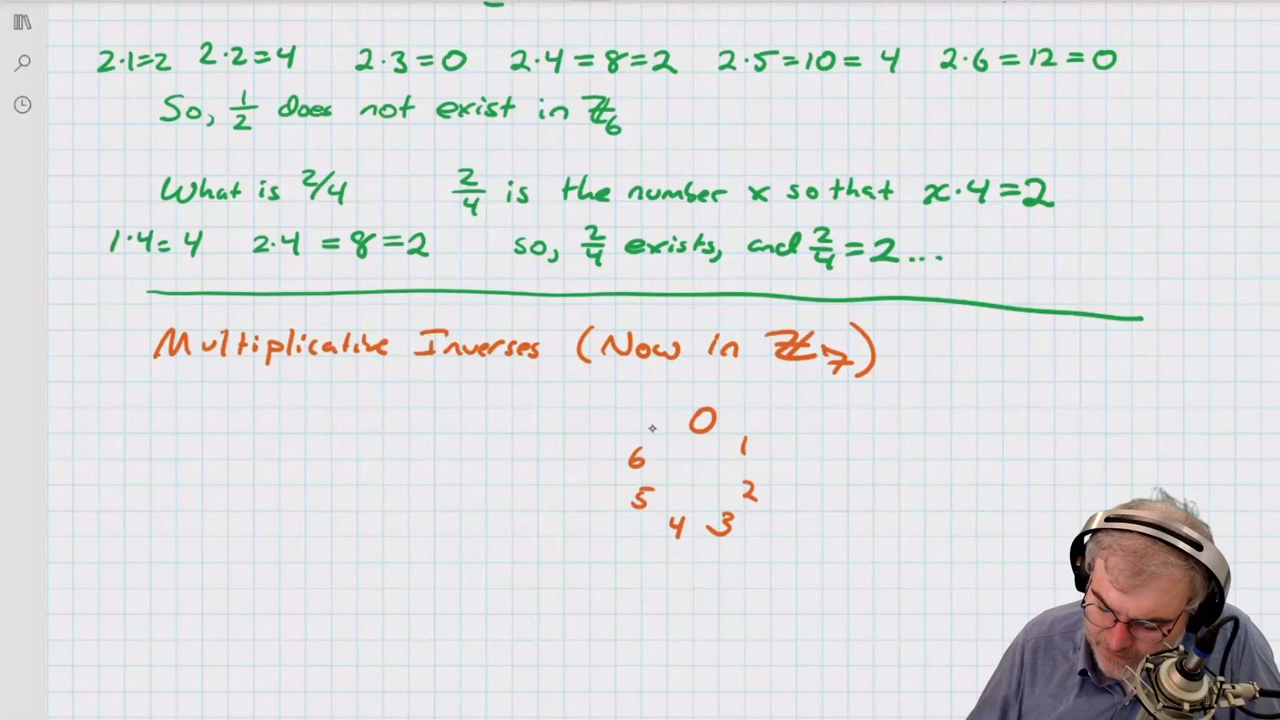 2·1=2 2·2=4 2·3=0 2·4=8=2 2·5=10=4 2·6=12=0
So, 1/2 does not exist in ℤ₆
What is 2/4 2/4 is the number x so that x·4=2
1·4=4 2·4=8=2 so, 2/4 exists, and 2/4=2...
Multiplicative Inverses (Now in ℤ₇)
0
1
6
2
5
4 3